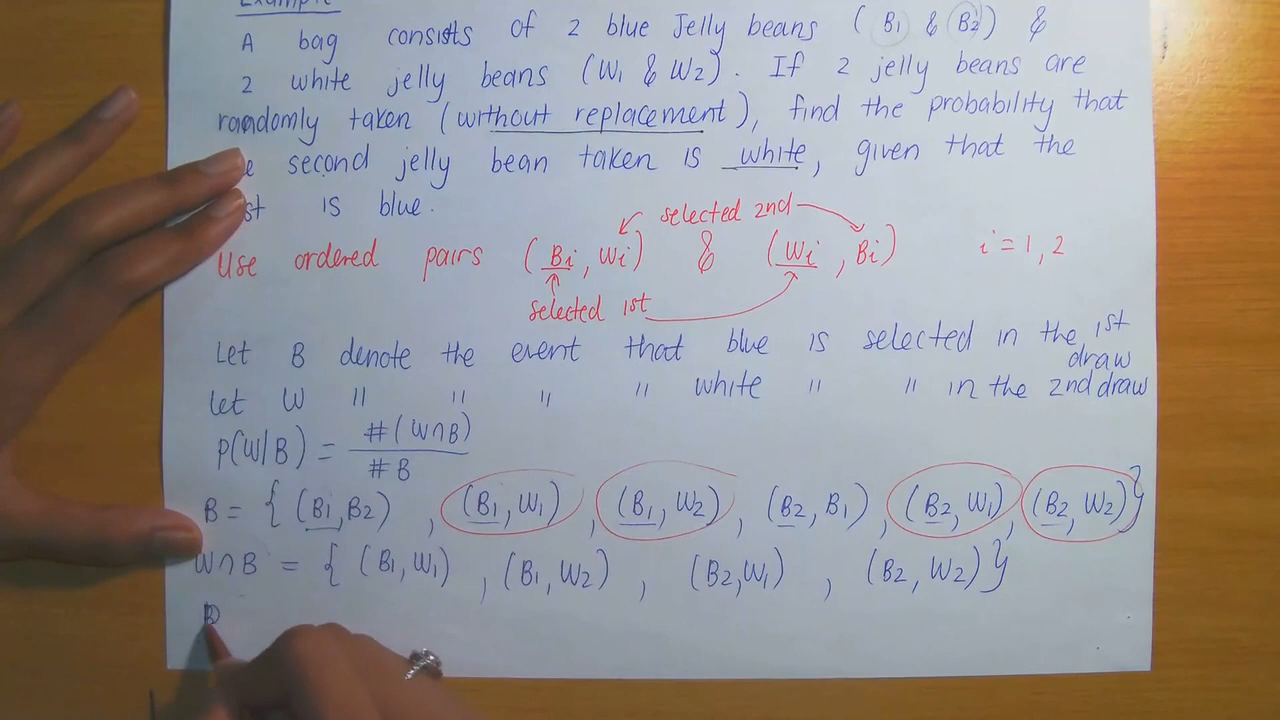 Example
A bag consists of 2 blue Jelly beans ( B1 & B2 ) &
2 white jelly beans (W1 & W2). If 2 jelly beans are
randomly taken (without replacement), find the probability that
e second jelly bean taken is white, given that the
st is blue.
selected 2nd
Use ordered pairs (Bi, Wi) & (Wi, Bi) i = 1, 2
selected 1st
Let B denote the event that blue is selected in the 1st draw
Let W " " " " white " " in the 2nd draw
P(W/B) = #(W∩B) / #B
B = { (B1, B2) , (B1, W1) , (B1, W2) , (B2, B1) , (B2, W1) , (B2, W2) }
W∩B = { (B1, W1) , (B1, W2) , (B2, W1) , (B2, W2) }